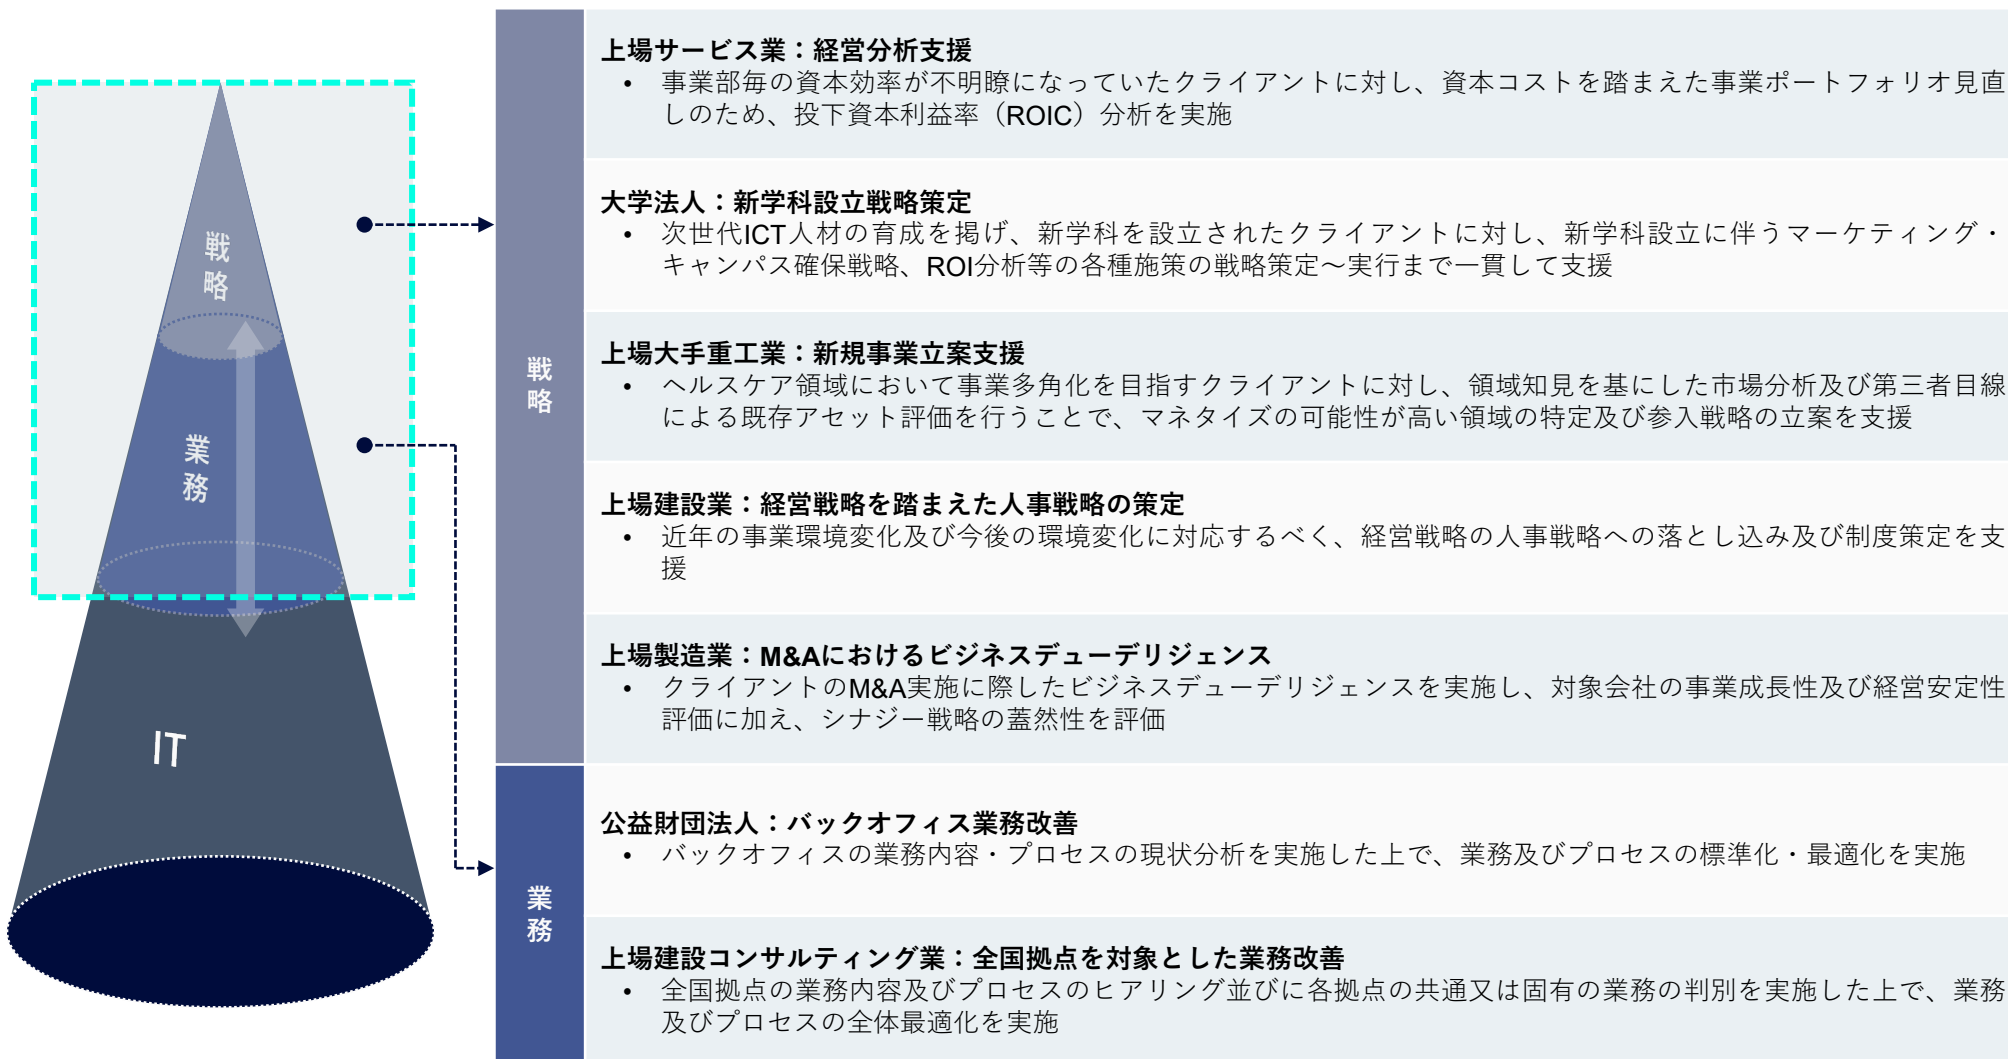 戦略
業務
IT
戦略
上場サービス業：経営分析支援
• 事業部毎の資本効率が不明瞭になっていたクライアントに対し、資本コストを踏まえた事業ポートフォリオ見直
しのため、投下資本利益率（ROIC）分析を実施
大学法人：新学科設立戦略策定
• 次世代ICT人材の育成を掲げ、新学科を設立されたクライアントに対し、新学科設立に伴うマーケティング・
キャンパス確保戦略、ROI分析等の各種施策の戦略策定～実行まで一貫して支援
上場大手重工業：新規事業立案支援
• ヘルスケア領域において事業多角化を目指すクライアントに対し、領域知見を基にした市場分析及び第三者目線
による既存アセット評価を行うことで、マネタイズの可能性が高い領域の特定及び参入戦略の立案を支援
上場建設業：経営戦略を踏まえた人事戦略の策定
• 近年の事業環境変化及び今後の環境変化に対応するべく、経営戦略の人事戦略への落とし込み及び制度策定を支
援
上場製造業：M&Aにおけるビジネスデューデリジェンス
• クライアントのM&A実施に際したビジネスデューデリジェンスを実施し、対象会社の事業成長性及び経営安定性
評価に加え、シナジー戦略の蓋然性を評価
業務
公益財団法人：バックオフィス業務改善
• バックオフィスの業務内容・プロセスの現状分析を実施した上で、業務及びプロセスの標準化・最適化を実施
上場建設コンサルティング業：全国拠点を対象とした業務改善
• 全国拠点の業務内容及びプロセスのヒアリング並びに各拠点の共通又は固有の業務の判別を実施した上で、業務
及びプロセスの全体最適化を実施